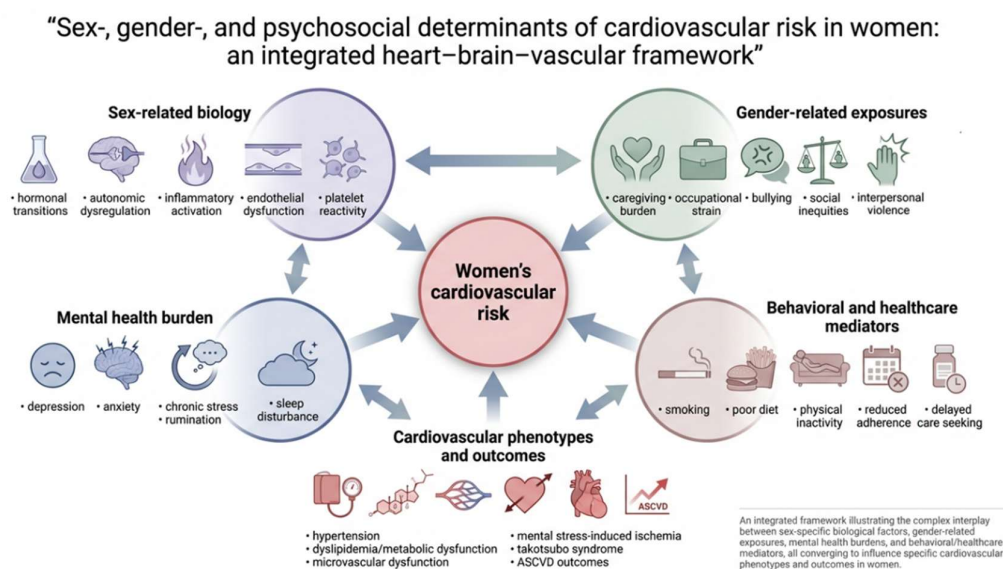 “Sex-, gender-, and psychosocial determinants of cardiovascular risk in women:
an integrated heart–brain–vascular framework”
Sex-related biology
• hormonal
transitions
• autonomic
dysregulation
• inflammatory
activation
• endothelial
dysfunction
• platelet
reactivity
Gender-related exposures
• caregiving
burden
• occupational
strain
• bullying
• social
inequities
• interpersonal
violence
Women’s
cardiovascular
risk
Mental health burden
• depression
• anxiety
• chronic stress
• rumination
• sleep
disturbance
Behavioral and healthcare
mediators
• smoking
• poor diet
• physical
inactivity
• reduced
adherence
• delayed
care seeking
Cardiovascular phenotypes
and outcomes
ASCVD
• hypertension
• dyslipidemia/metabolic dysfunction
• microvascular dysfunction
• mental stress-induced ischemia
• takotsubo syndrome
• ASCVD outcomes
An integrated framework illustrating the complex interplay
between sex-specific biological factors, gender-related
exposures, mental health burdens, and behavioral/healthcare
mediators, all converging to influence specific cardiovascular
phenotypes and outcomes in women.